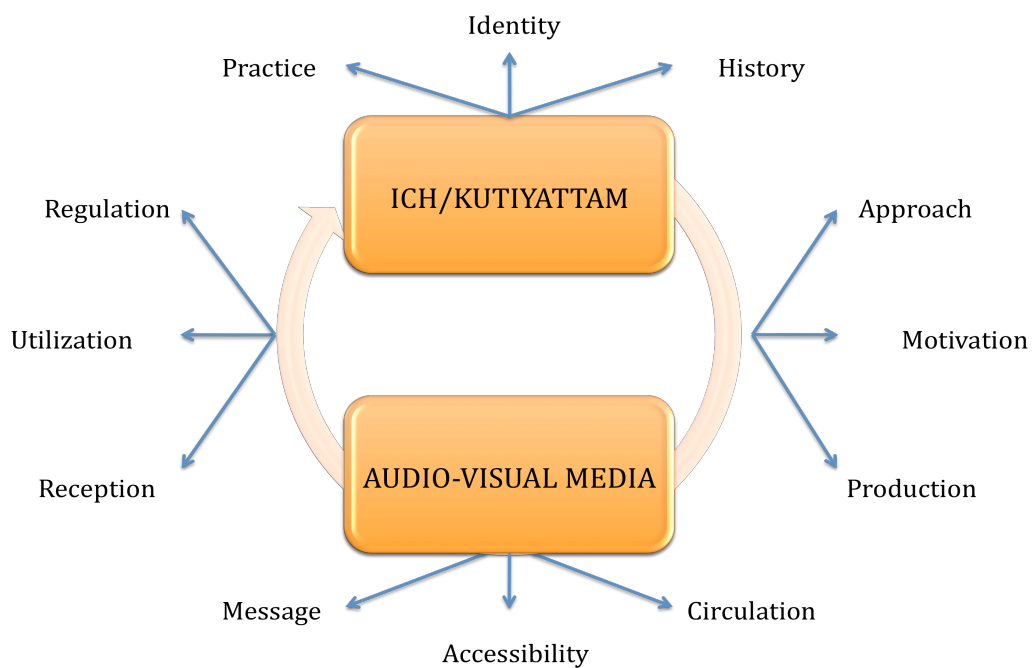 Identity
Practice
History
ICH/KUTIYATTAM
Regulation
Approach
Utilization
Motivation
AUDIO-VISUAL MEDIA
Reception
Production
Message
Circulation
Accessibility